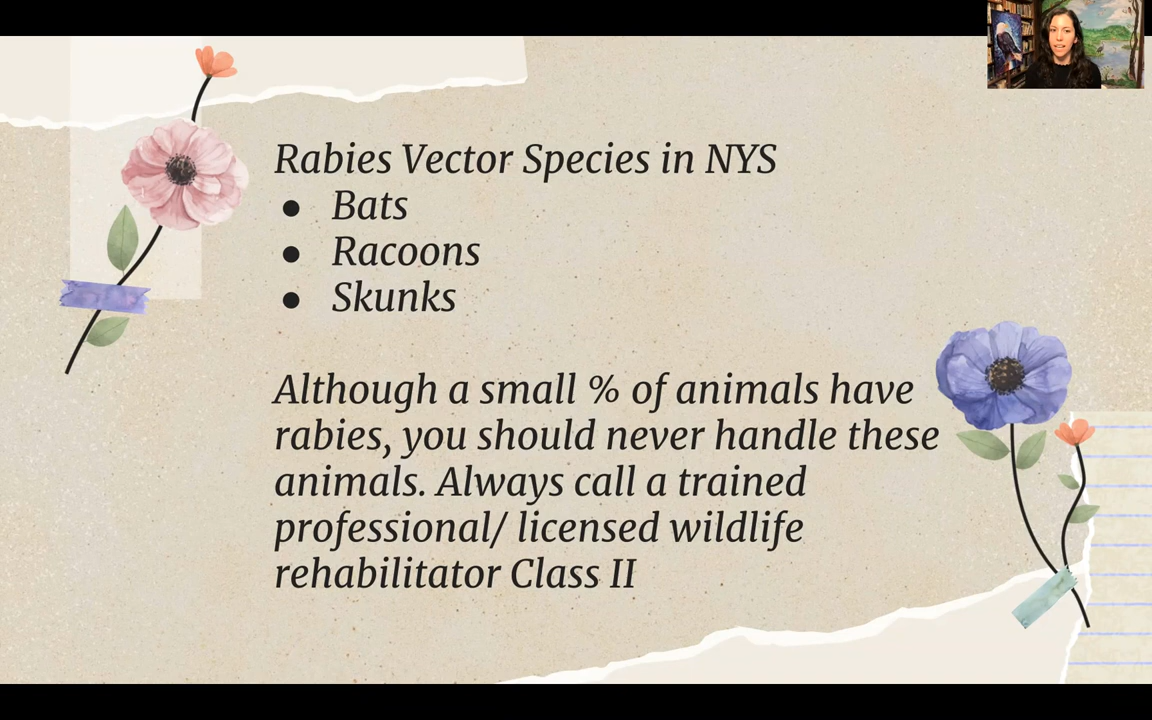 Rabies Vector Species in NYS
● Bats
● Racoons
● Skunks
Although a small % of animals have
rabies, you should never handle these
animals. Always call a trained
professional/ licensed wildlife
rehabilitator Class II